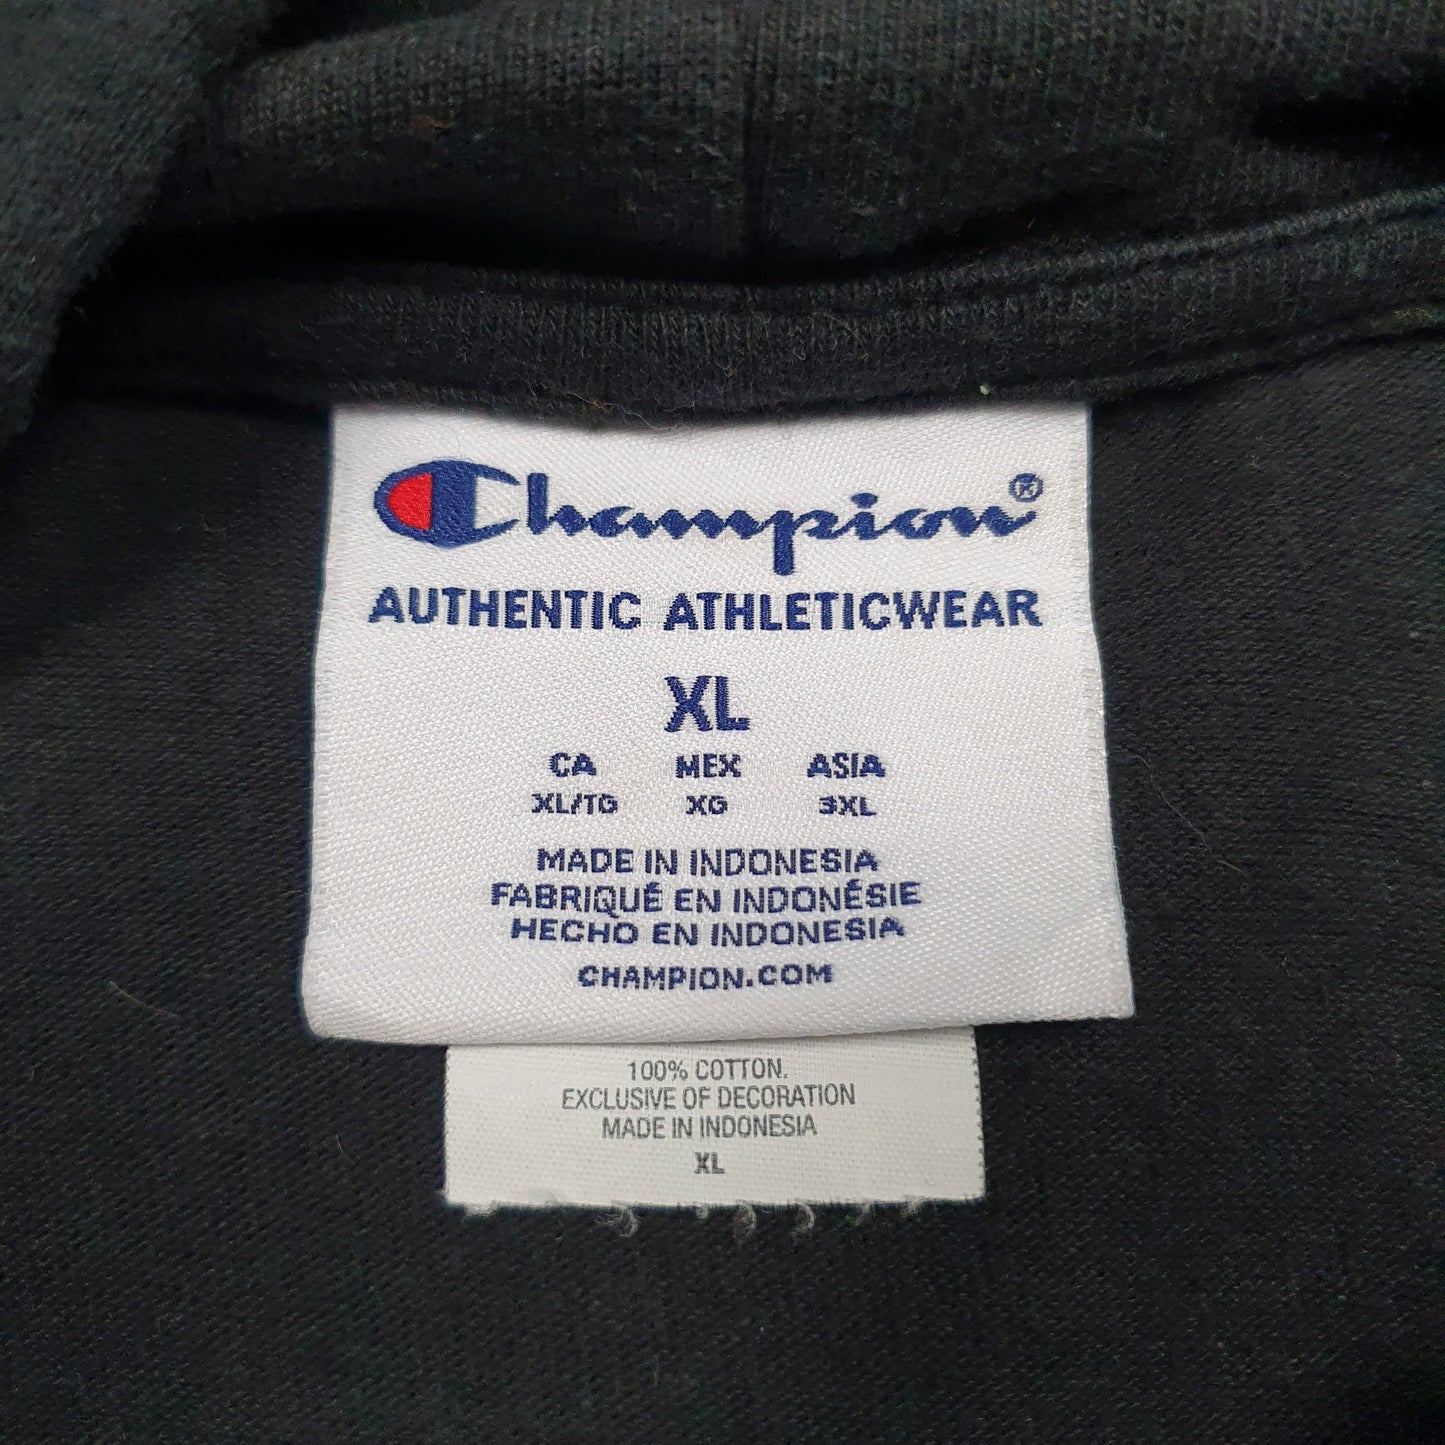 Champion®
AUTHENTIC ATHLETICWEAR
XL
CA MEX ASIA
XL/TG XG 3XL
MADE IN INDONESIA
FABRIQUÉ EN INDONÉSIE
HECHO EN INDONESIA
CHAMPION.COM
100% COTTON.
EXCLUSIVE OF DECORATION
MADE IN INDONESIA
XL